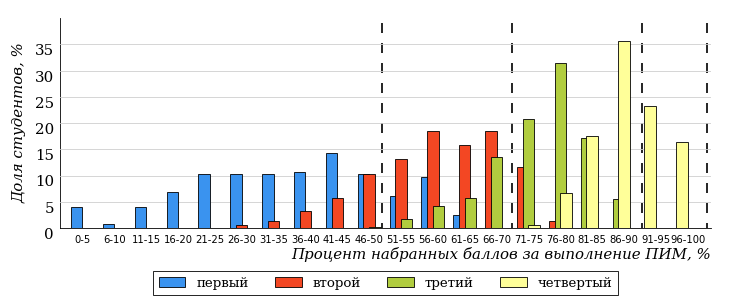 Доля студентов, %
35
30
25
20
15
10
5
0
0-5 6-10 11-15 16-20 21-25 26-30 31-35 36-40 41-45 46-50 51-55 56-60 61-65 66-70 71-75 76-80 81-85 86-90 91-95 96-100
Процент набранных баллов за выполнение ПИМ, %
первый второй третий четвертый